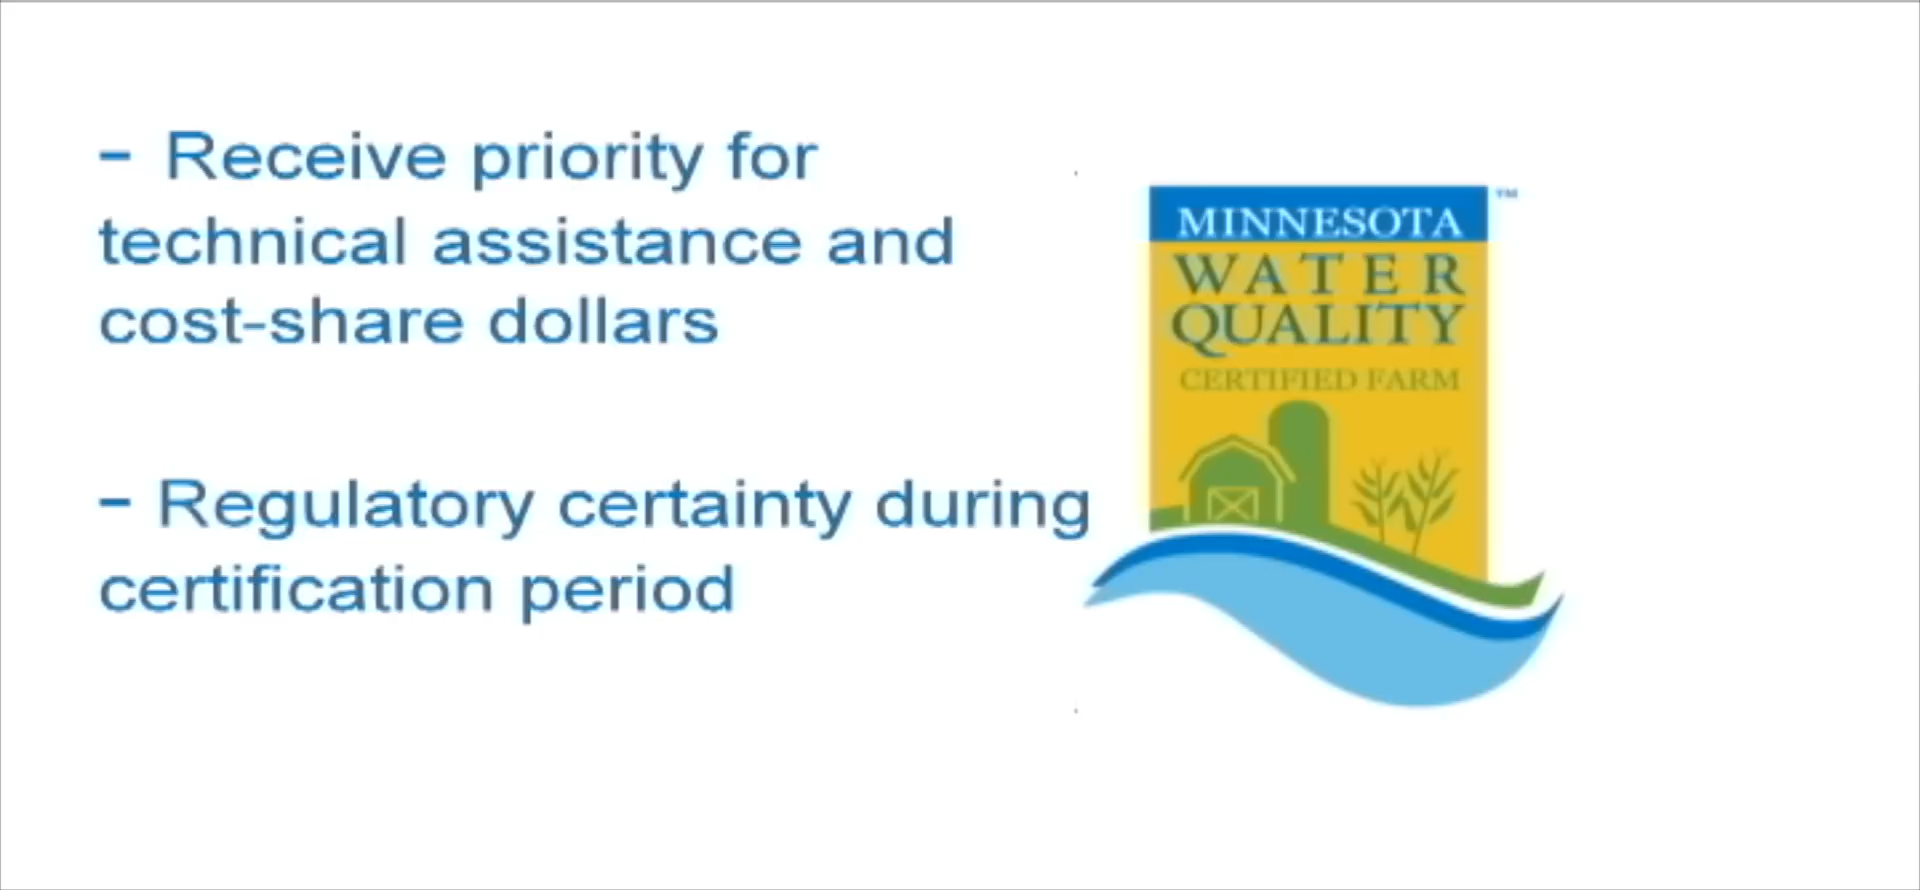 - Receive priority for
technical assistance and
cost-share dollars
- Regulatory certainty during
certification period
MINNESOTA
WATER
QUALITY
CERTIFIED FARM
TM